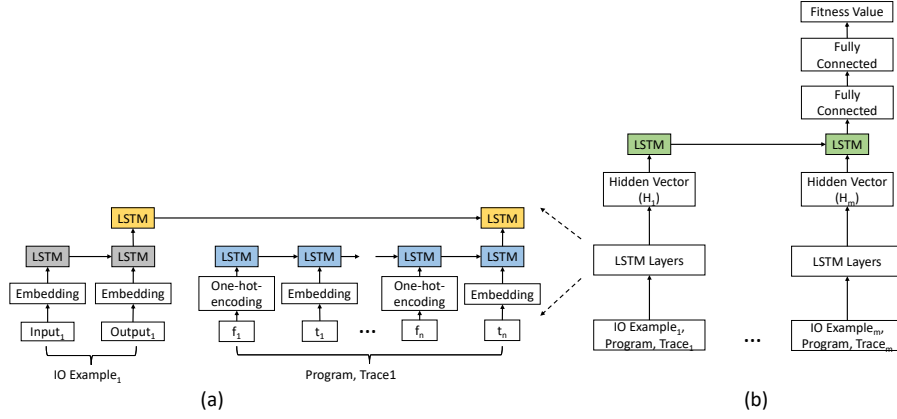 Fitness Value
Fully
Connected
Fully
Connected
LSTM
LSTM
Hidden Vector
(H₁)
Hidden Vector
(Hₘ)
LSTM
LSTM
LSTM
LSTM
LSTM
LSTM
LSTM
LSTM
LSTM Layers
LSTM Layers
Embedding
Embedding
One-hot-
encoding
Embedding
One-hot-
encoding
Embedding
Input₁
Output₁
f₁
t₁
...
fₙ
tₙ
IO Example₁,
Program, Trace₁
...
IO Exampleₘ,
Program, Traceₘ
IO Example₁
Program, Trace1
(a)
(b)